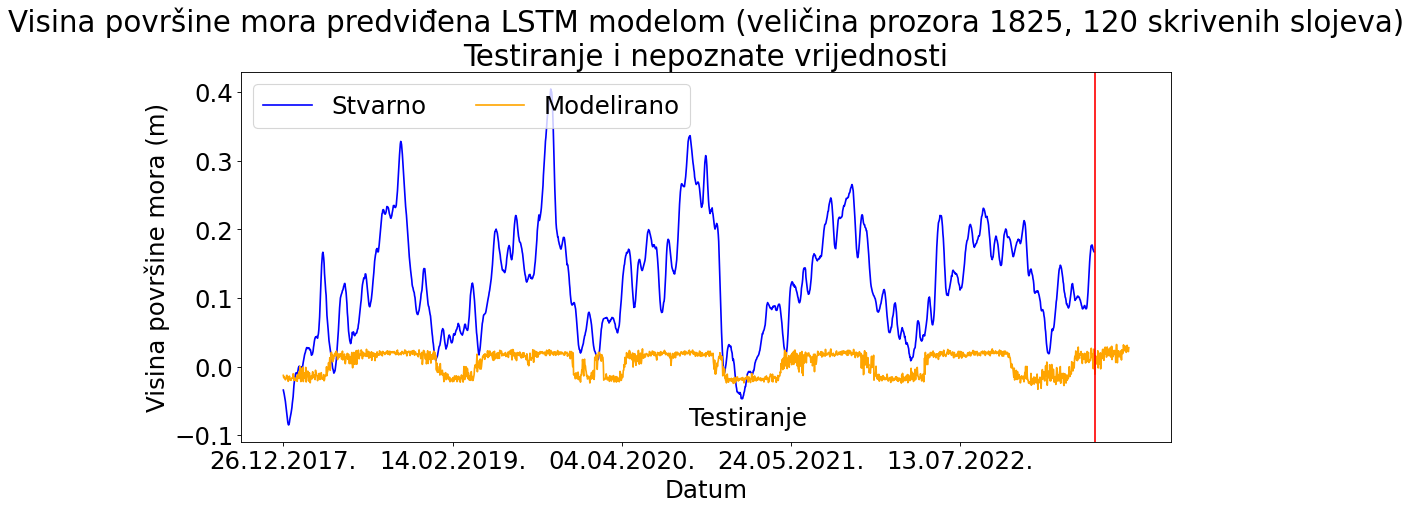 Visina površine mora predviđena LSTM modelom (veličina prozora 1825, 120 skrivenih slojeva)
Testiranje i nepoznate vrijednosti
Stvarno
Modelirano
Visina površine mora (m)
0.4
0.3
0.2
0.1
0.0
−0.1
Testiranje
26.12.2017.
14.02.2019.
04.04.2020.
24.05.2021.
13.07.2022.
Datum